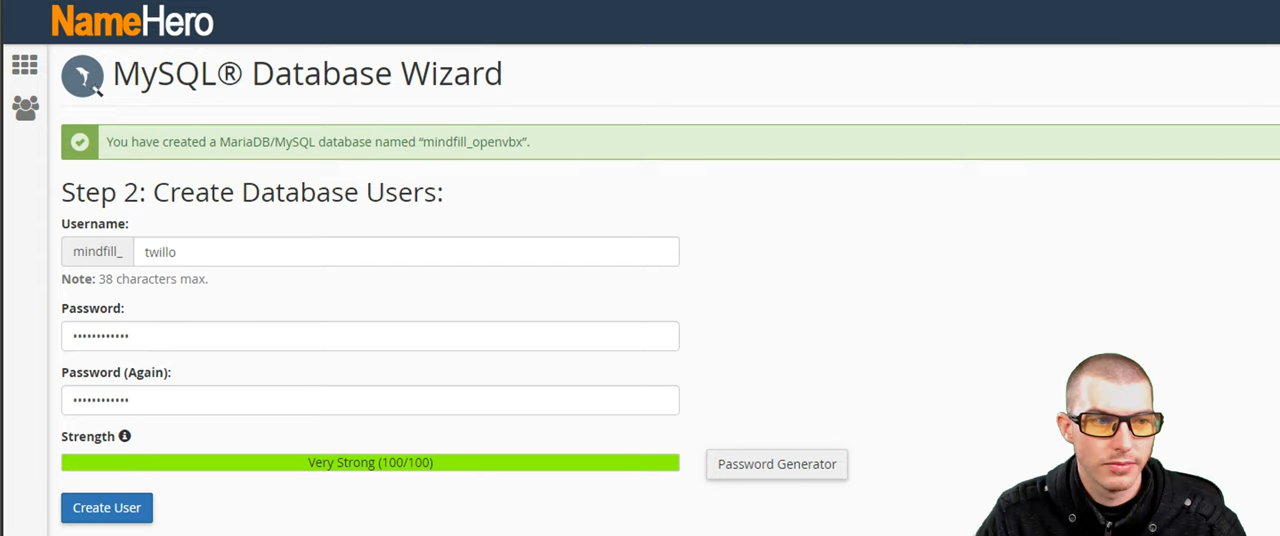 NameHero
MySQL® Database Wizard
You have created a MariaDB/MySQL database named “mindfill_openvbx”.
Step 2: Create Database Users:
Username:
mindfill_ twillo
Note: 38 characters max.
Password:
••••••••••••
Password (Again):
••••••••••••
Strength
Very Strong (100/100)
Password Generator
Create User